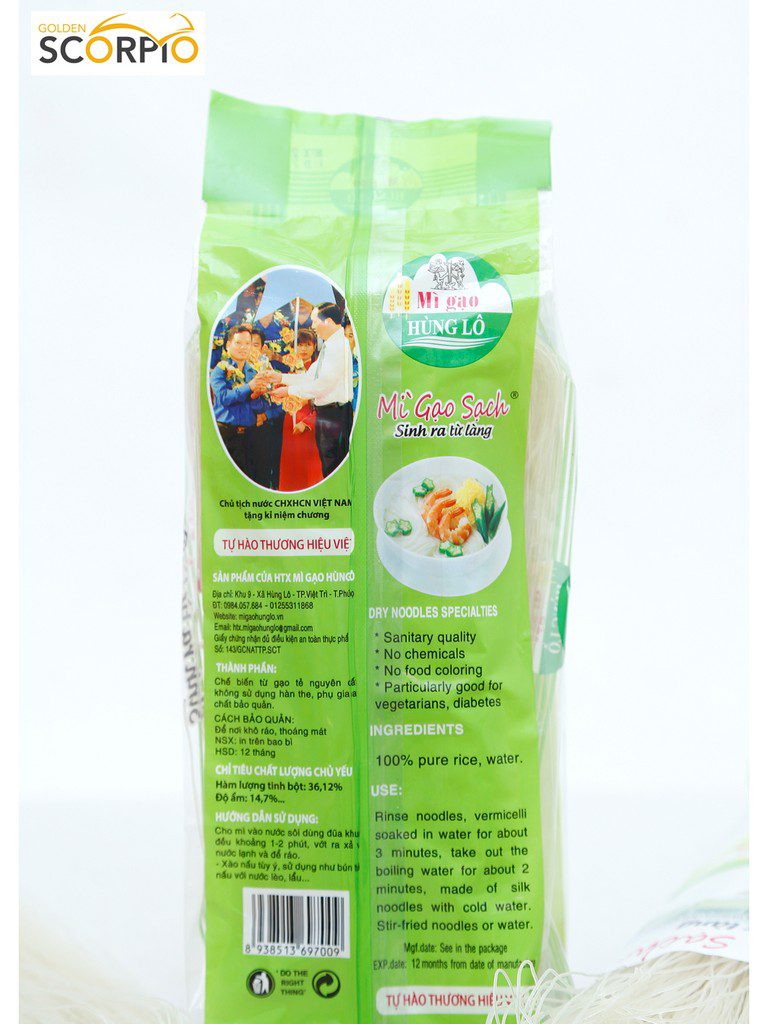 GOLDEN
SCORPIO
Mì gạo
HÙNG LÔ
Mì Gạo Sạch®
Sinh ra từ làng
Chủ tịch nước CHXHCN VIỆT NAM
tặng kỉ niệm chương
TỰ HÀO THƯƠNG HIỆU VIỆT
SẢN PHẨM CỦA HTX MÌ GẠO HÙNG
Địa chỉ: Khu 9 - Xã Hùng Lô - TP.Việt Trì - T.Phú
ĐT: 0984.057.684 - 01255311868
Website: migaohunglo.vn
Email: htx.migaohunglo@gmail.com
Giấy chứng nhận đủ điều kiện an toàn thực phẩ
Số: 143/GCNATTP.SCT
THÀNH PHẦN:
Chế biến từ gạo tẻ nguyên
không sử dụng hàn the, phụ gia
chất bảo quản.
CÁCH BẢO QUẢN:
Để nơi khô ráo, thoáng mát
NSX: in trên bao bì
HSD: 12 tháng
CHỈ TIÊU CHẤT LƯỢNG CHỦ YẾU
Hàm lượng tinh bột: 36,12%
Độ ẩm: 14,7%...
HƯỚNG DẪN SỬ DỤNG:
Cho mì vào nước sôi dùng đũa khu
đều khoảng 1-2 phút, vớt ra xả
nước lạnh và để ráo.
- Xào nấu tùy ý, sử dụng như bún
nấu với nước lèo, lẩu...
8 938513 697009
' DO THE
RIGHT
THING'
DRY NOODLES SPECIALTIES
* Sanitary quality
* No chemicals
* No food coloring
* Particularly good for
vegetarians, diabetes
INGREDIENTS
100% pure rice, water.
USE:
Rinse noodles, vermicelli
soaked in water for about
3 minutes, take out the
boiling water for about 2
minutes, made of silk
noodles with cold water.
Stir-fried noodles or water.
Mgf.date: See in the package
EXP.date: 12 months from date of manufac
TỰ HÀO THƯƠNG HIỆU V